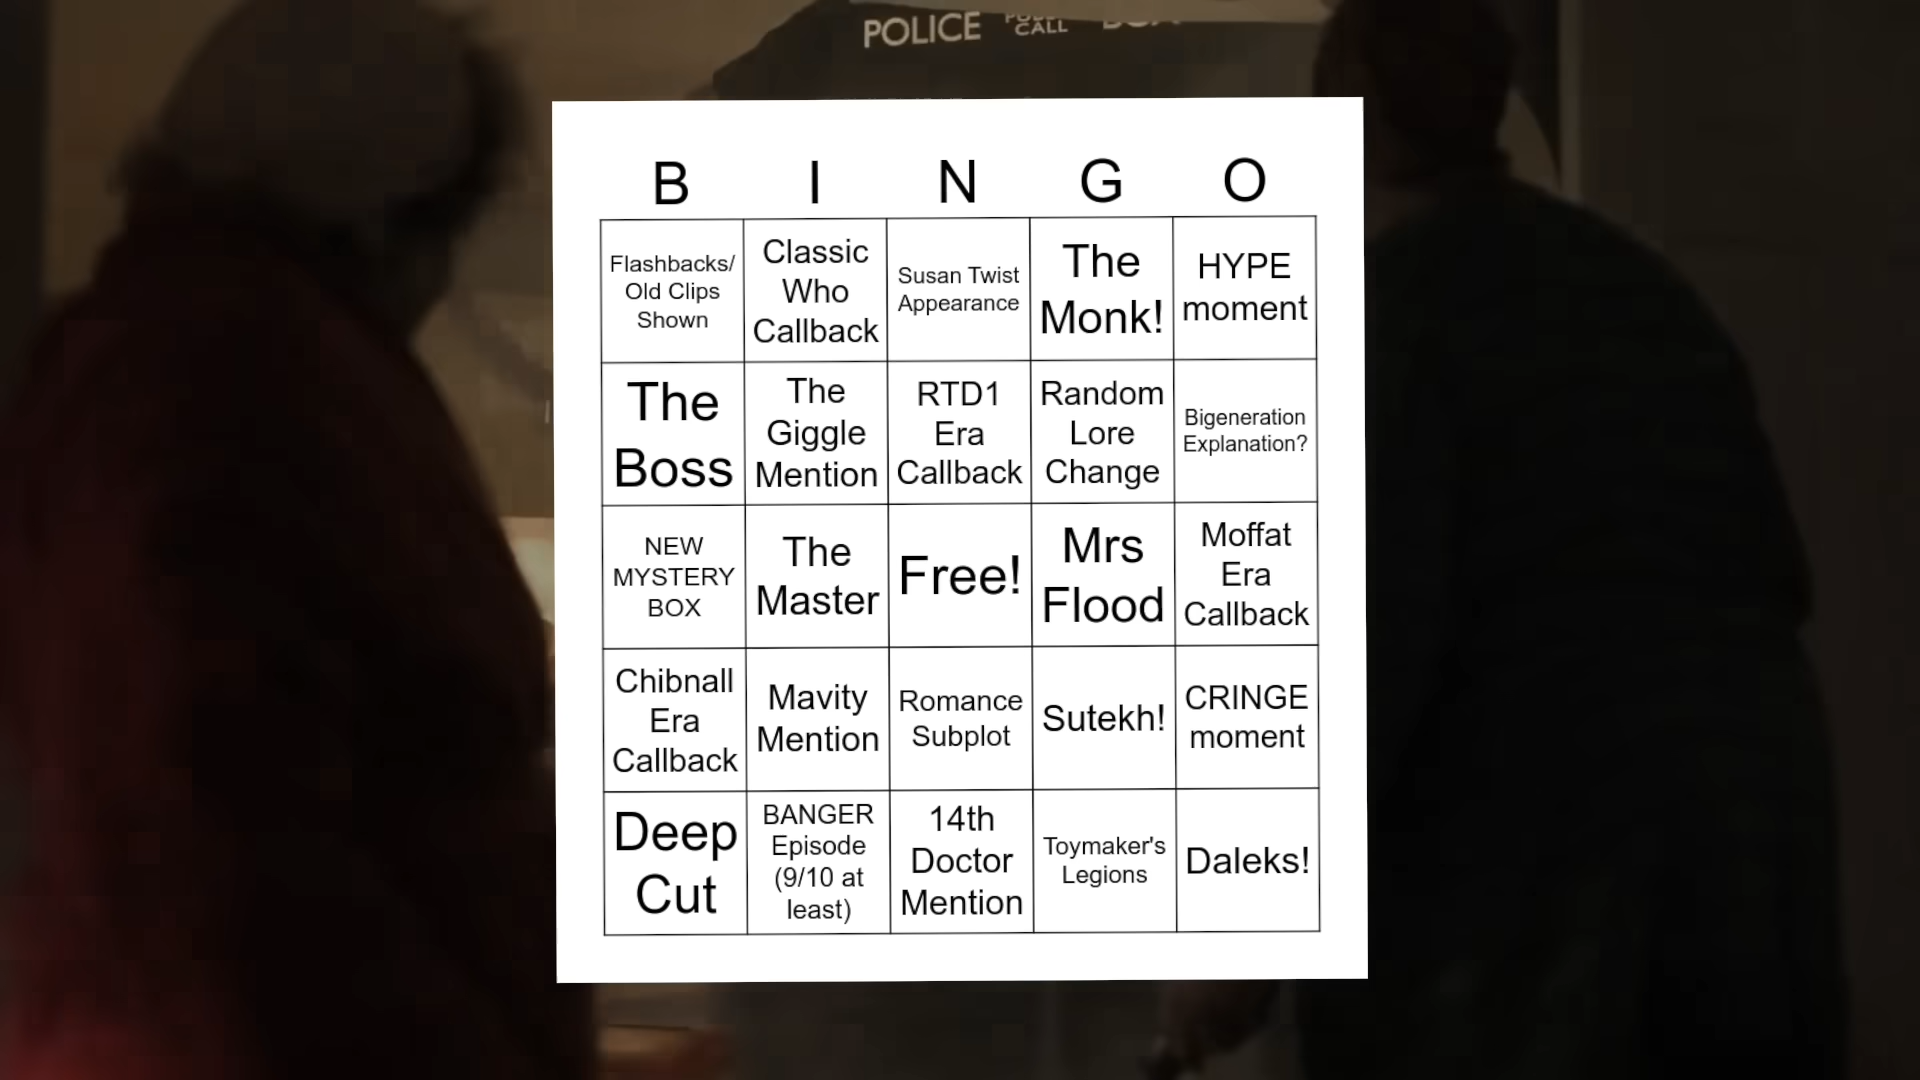 POLICE PUBLIC CALL BOX
B I N G O
Flashbacks/
Old Clips
Shown
Classic
Who
Callback
Susan Twist
Appearance
The
Monk!
HYPE
moment
The
Boss
The
Giggle
Mention
RTD1
Era
Callback
Random
Lore
Change
Bigeneration
Explanation?
NEW
MYSTERY
BOX
The
Master
Free!
Mrs
Flood
Moffat
Era
Callback
Chibnall
Era
Callback
Mavity
Mention
Romance
Subplot
Sutekh!
CRINGE
moment
Deep
Cut
BANGER
Episode
(9/10 at
least)
14th
Doctor
Mention
Toymaker's
Legions
Daleks!